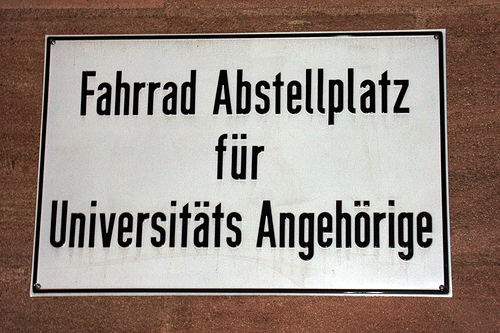 Fahrrad Abstellplatz
für
Universitäts Angehörige